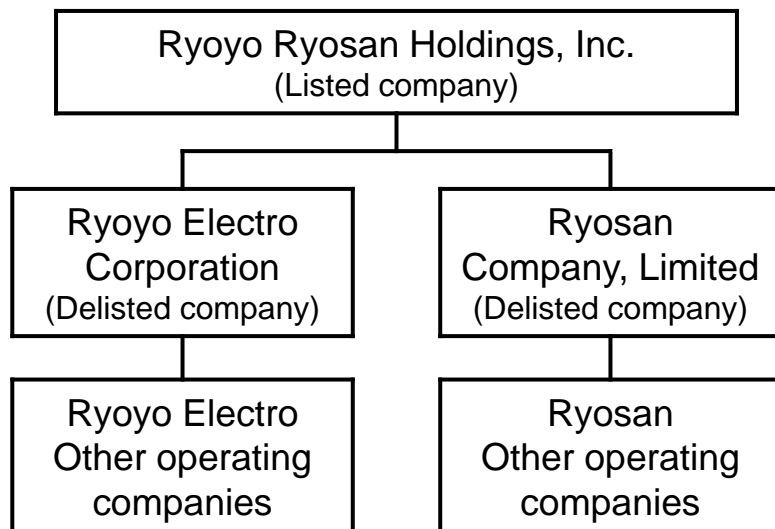 Ryoyo Ryosan Holdings, Inc.
(Listed company)
Ryoyo Electro
Corporation
(Delisted company)
Ryosan
Company, Limited
(Delisted company)
Ryoyo Electro
Other operating
companies
Ryosan
Other operating
companies